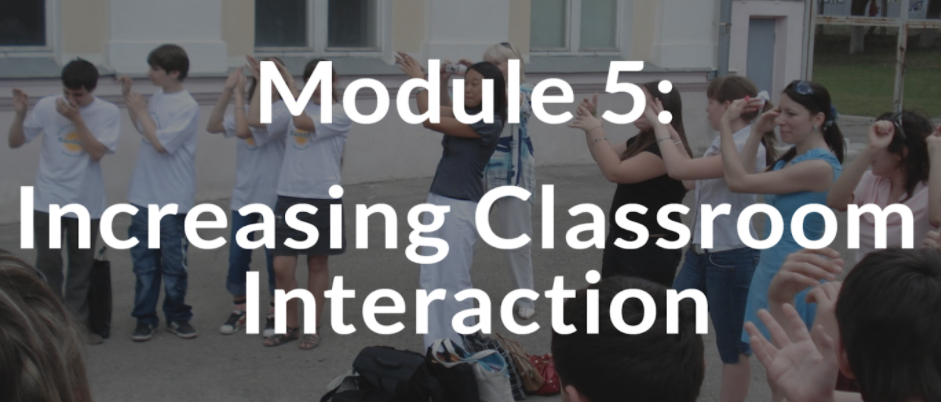 Module 5:
Increasing Classroom
Interaction